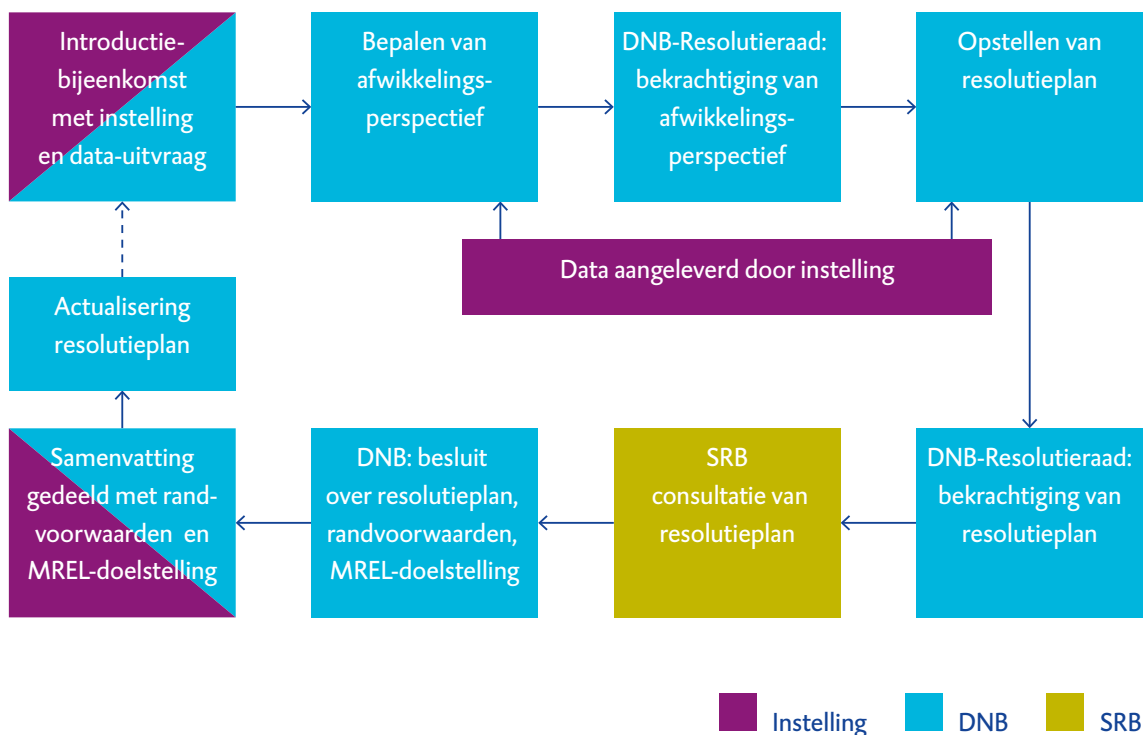 Introductie-
bijeenkomst
met instelling
en data-uitvraag
Bepalen van
afwikkelings-
perspectief
DNB-Resolutieraad:
bekrachtiging van
afwikkelings-
perspectief
Opstellen van
resolutieplan
Data aangeleverd door instelling
Actualisering
resolutieplan
Samenvatting
gedeeld met rand-
voorwaarden en
MREL-doelstelling
DNB: besluit
over resolutieplan,
randvoorwaarden,
MREL-doelstelling
SRB
consultatie van
resolutieplan
DNB-Resolutieraad:
bekrachtiging van
resolutieplan
Instelling
DNB
SRB